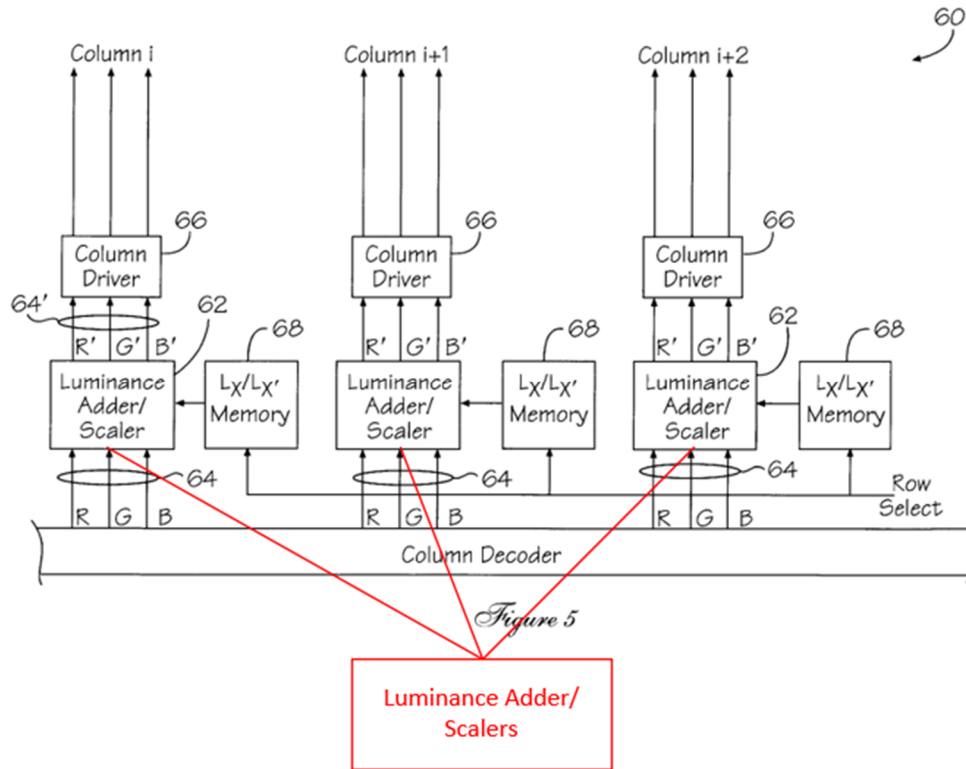 60
Column i
Column i+1
Column i+2
66
66
66
Column
Driver
Column
Driver
Column
Driver
64'
62
68
68
62
68
R' G' B'
R' G' B'
R' G' B'
Luminance
Adder/
Scaler
LX/LX'
Memory
Luminance
Adder/
Scaler
LX/LX'
Memory
Luminance
Adder/
Scaler
LX/LX'
Memory
64
64
64
Row
Select
R G B
R G B
R G B
Column Decoder
Figure 5
Luminance Adder/
Scalers